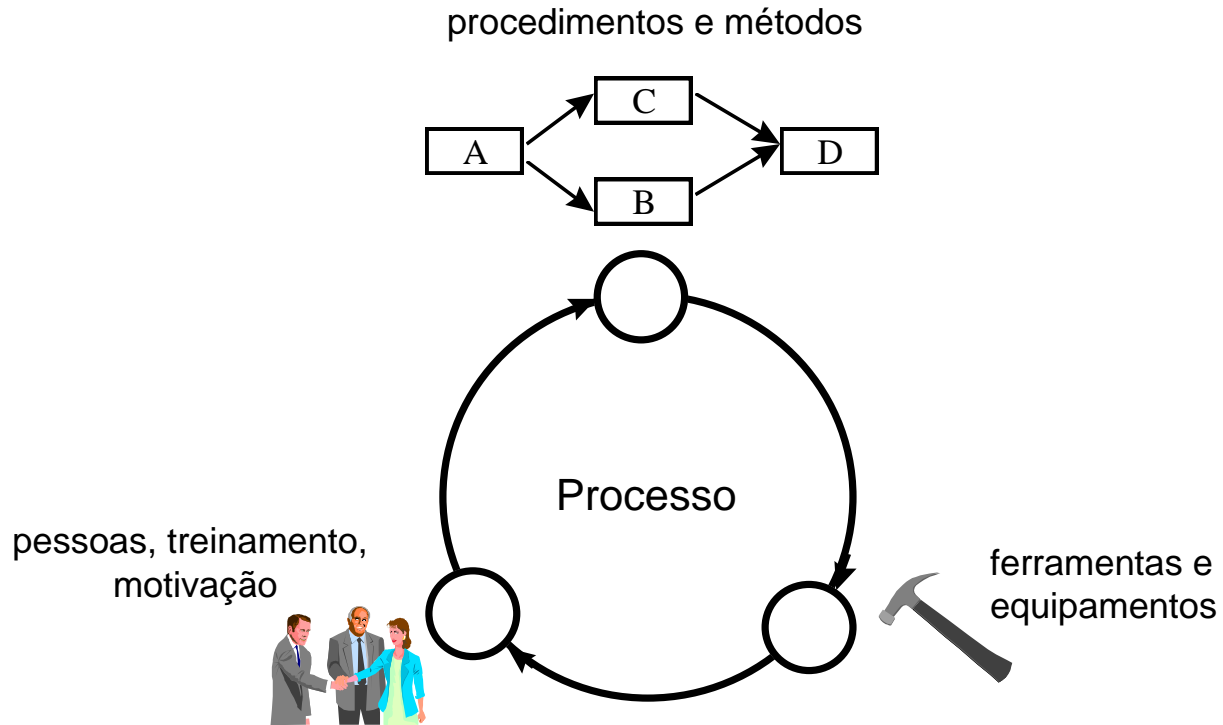 procedimentos e métodos
C
A
D
B
Processo
pessoas, treinamento,
motivação
ferramentas e
equipamentos